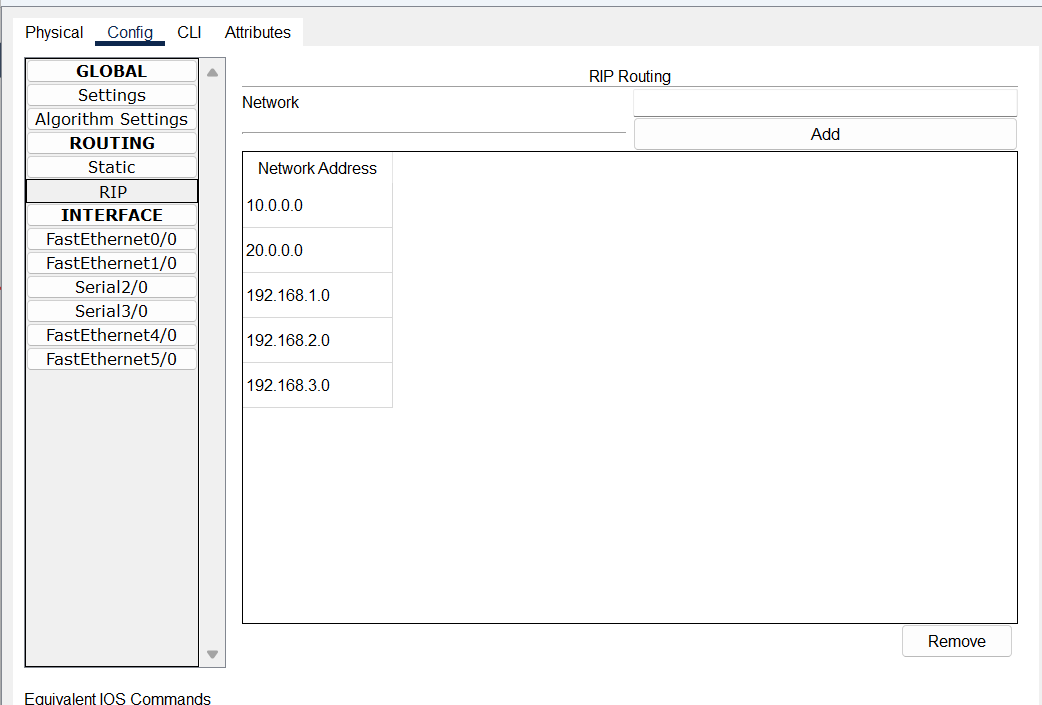 Physical Config CLI Attributes
GLOBAL
Settings
Algorithm Settings
ROUTING
Static
RIP
INTERFACE
FastEthernet0/0
FastEthernet1/0
Serial2/0
Serial3/0
FastEthernet4/0
FastEthernet5/0
RIP Routing
Network
Add
Network Address
10.0.0.0
20.0.0.0
192.168.1.0
192.168.2.0
192.168.3.0
Remove
Equivalent IOS Commands